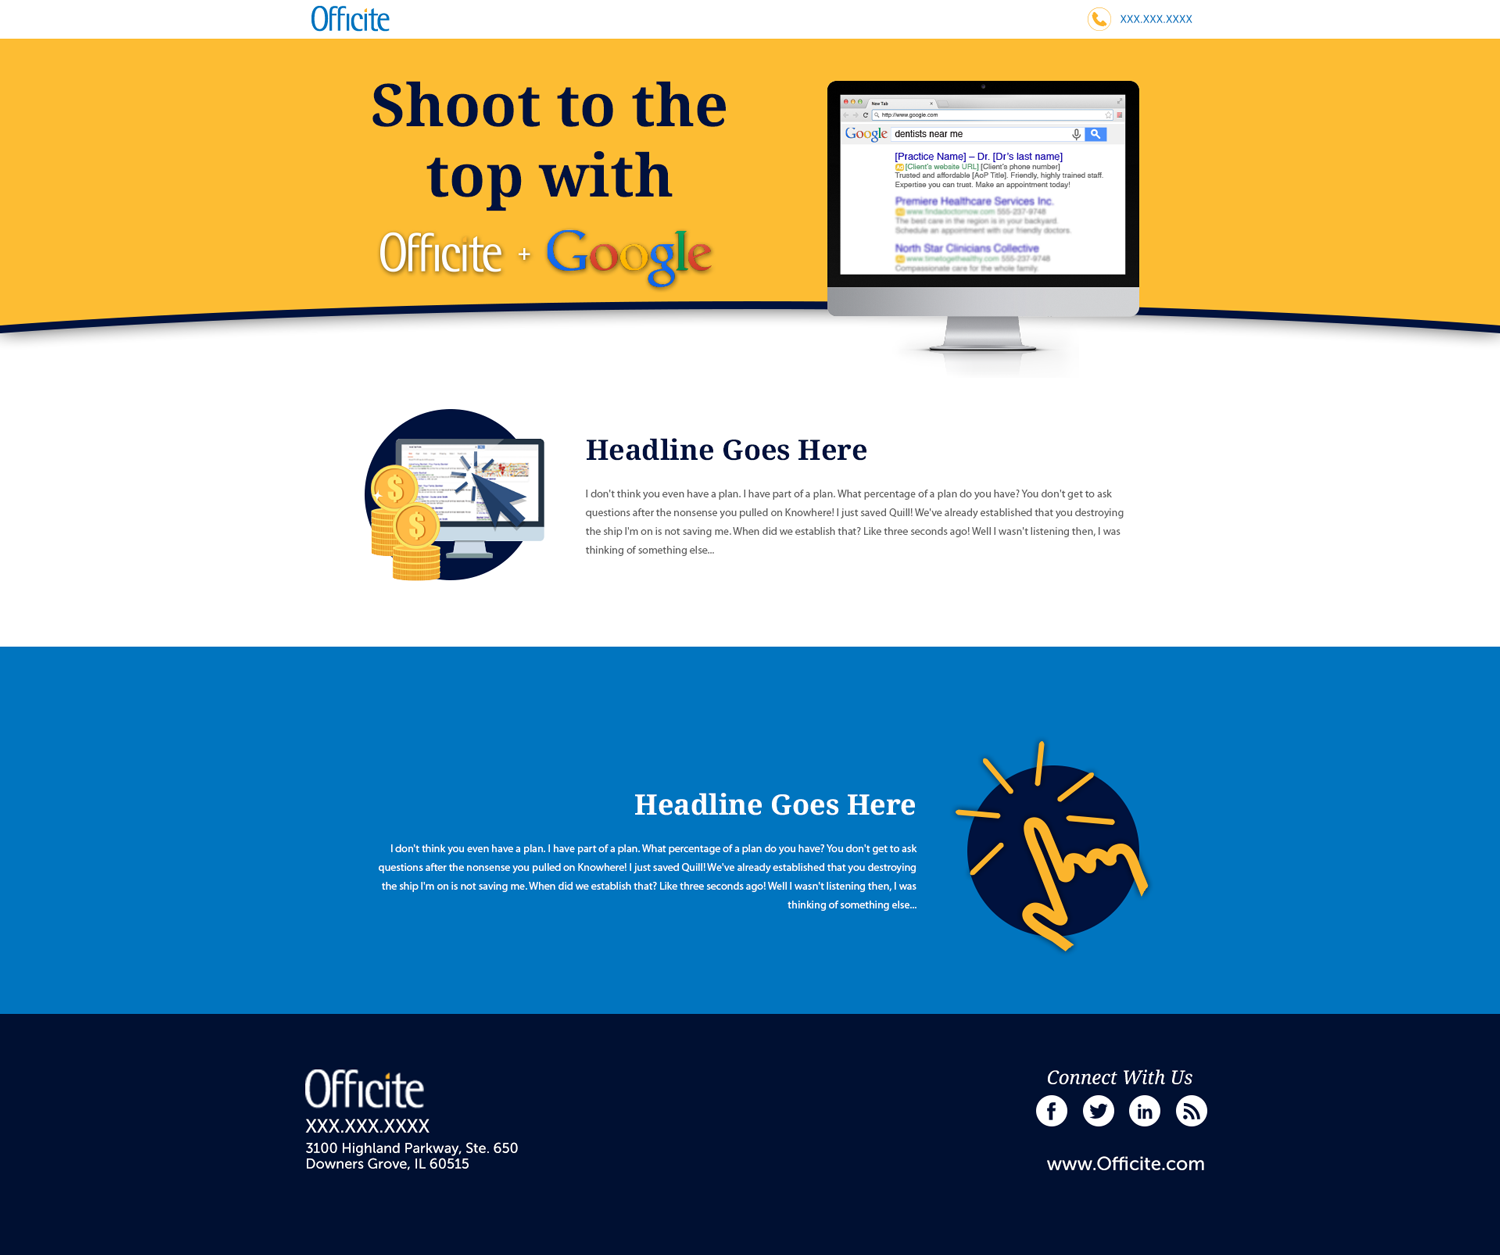 Officite
XXX.XXX.XXXX
Shoot to the
top with
Officite + Google
New Tab
http://www.google.com
Google dentists near me
[Practice Name] – Dr. [Dr's last name]
Ad [Client's website URL] [Client's phone number]
Trusted and affordable [AoP Title]. Friendly, highly trained staff.
Expertise you can trust. Make an appointment today!
Premiere Healthcare Services Inc.
www.findadoctornow.com 555-237-9748
The best care in the region is in your backyard.
Schedule an appointment with our friendly doctors.
North Star Clinicians Collective
www.timetogethealthy.com 555-237-9748
Compassionate care for the whole family.
Headline Goes Here
I don't think you even have a plan. I have part of a plan. What percentage of a plan do you have? You don't get to ask
questions after the nonsense you pulled on Knowhere! I just saved Quill! We've already established that you destroying
the ship I'm on is not saving me. When did we establish that? Like three seconds ago! Well I wasn't listening then, I was
thinking of something else...
Headline Goes Here
I don't think you even have a plan. I have part of a plan. What percentage of a plan do you have? You don't get to ask
questions after the nonsense you pulled on Knowhere! I just saved Quill! We've already established that you destroying
the ship I'm on is not saving me. When did we establish that? Like three seconds ago! Well I wasn't listening then, I was
thinking of something else...
Officite
XXX.XXX.XXXX
3100 Highland Parkway, Ste. 650
Downers Grove, IL 60515
Connect With Us
www.Officite.com